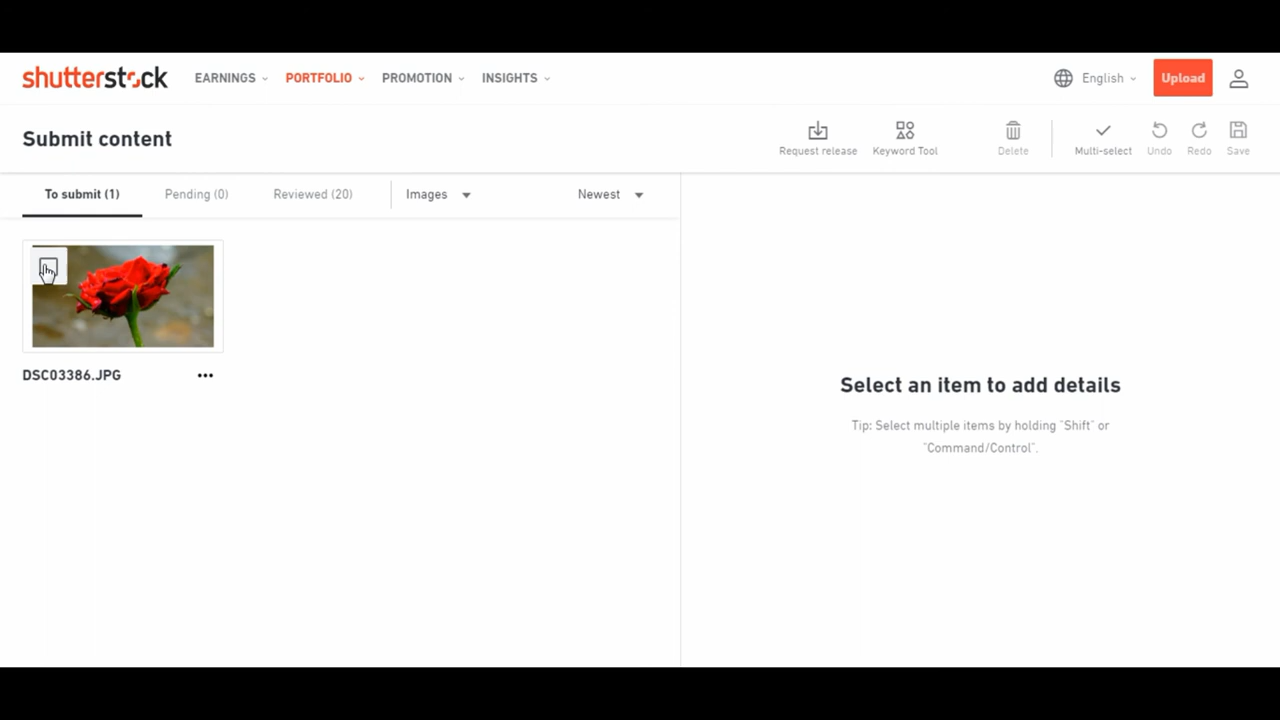 shutterstock EARNINGS PORTFOLIO PROMOTION INSIGHTS English Upload
Submit content Request release Keyword Tool Delete Multi-select Undo Redo Save
To submit (1) Pending (0) Reviewed (20) Images Newest
DSC03386.JPG •••
Select an item to add details
Tip: Select multiple items by holding "Shift" or
"Command/Control".